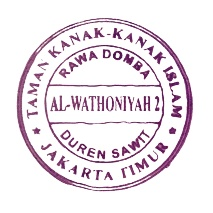 TAMAN KANAK-KANAK ISLAM
RAWA DOMBA
AL-WATHONIYAH 2
DUREN SAWIT
★ JAKARTA TIMUR ★